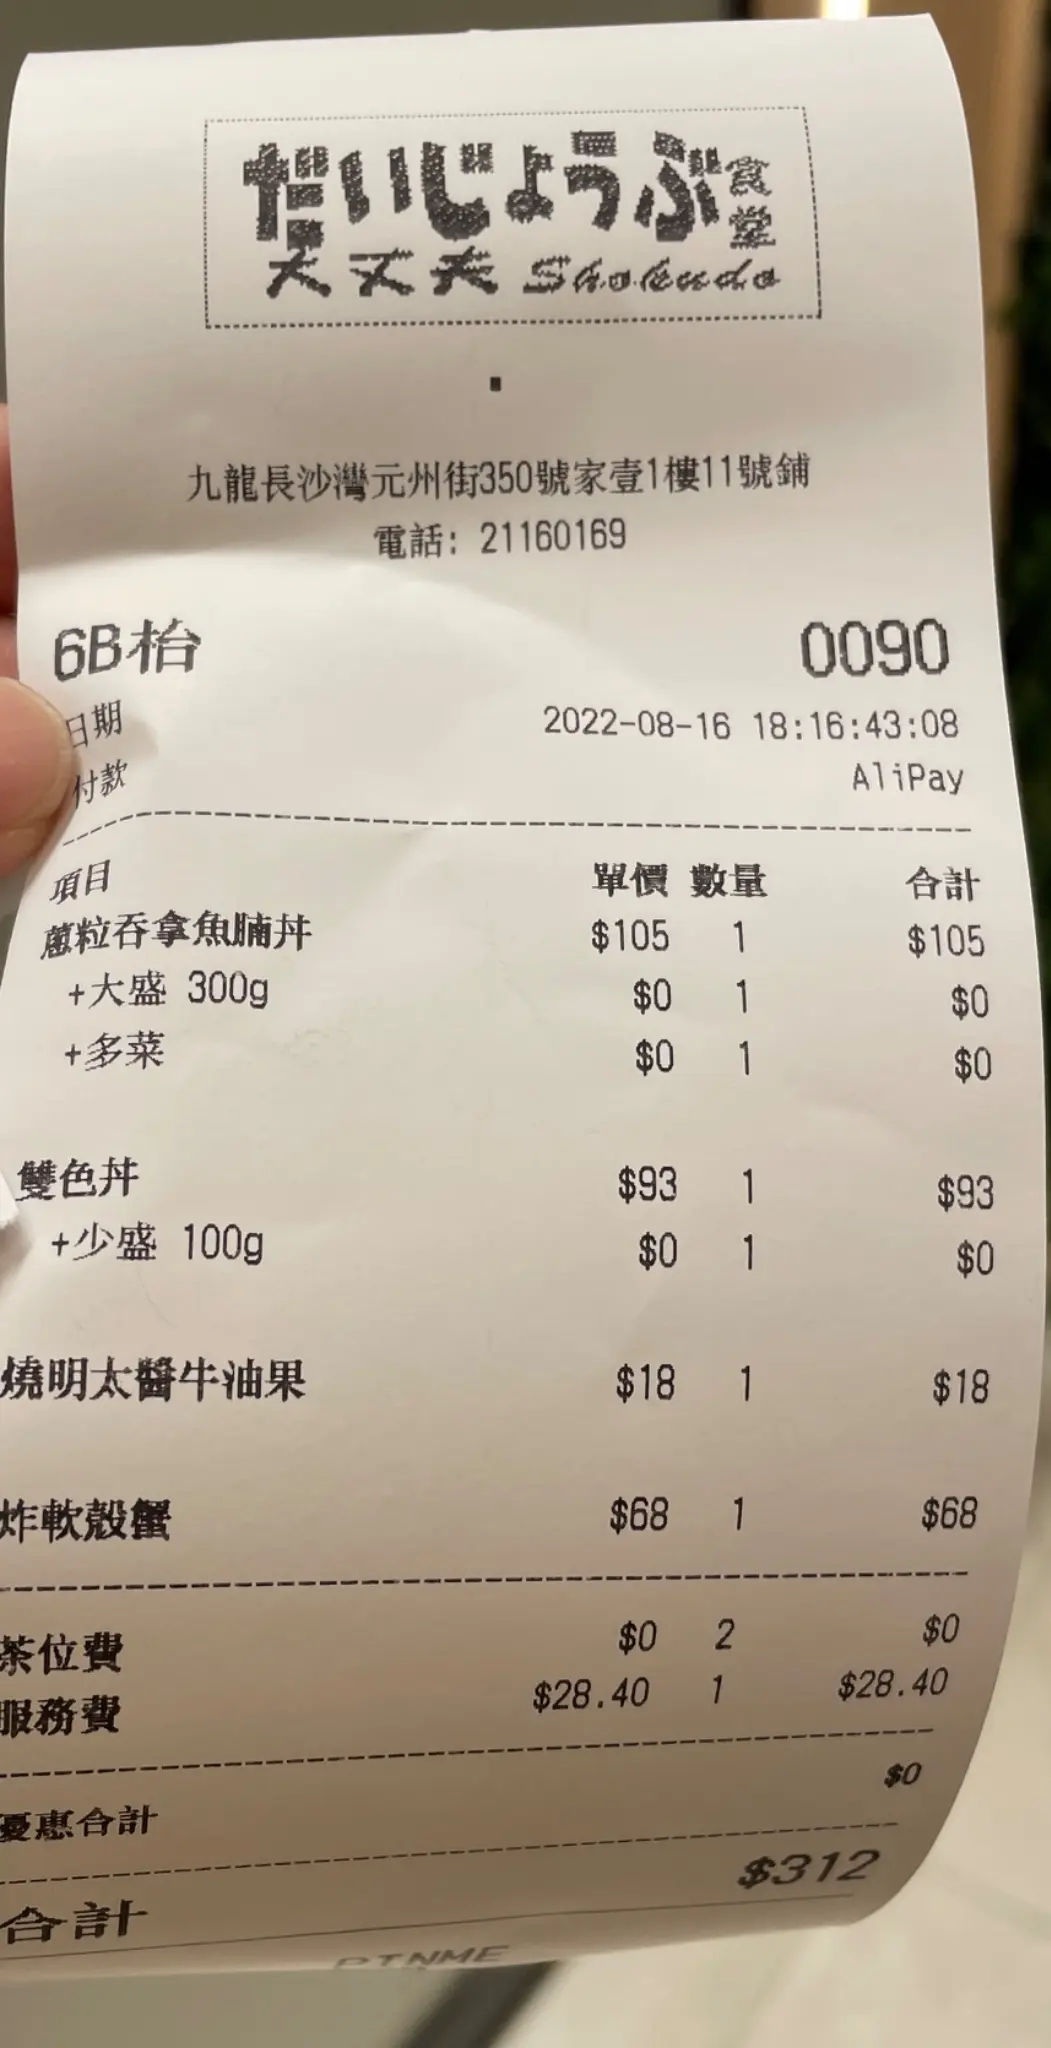 だいじょうぶ食堂
大丈夫 Shokudo
九龍長沙灣元州街350號家壹1樓11號鋪
電話: 21160169
6B枱 0090
日期 2022-08-16 18:16:43:08
付款 AliPay
項目 單價 數量 合計
蔥粒吞拿魚腩丼 $105 1 $105
+大盛 300g $0 1 $0
+多菜 $0 1 $0
雙色丼 $93 1 $93
+少盛 100g $0 1 $0
燒明太醬牛油果 $18 1 $18
炸軟殼蟹 $68 1 $68
茶位費 $0 2 $0
服務費 $28.40 1 $28.40
優惠合計 $0
合計 $312